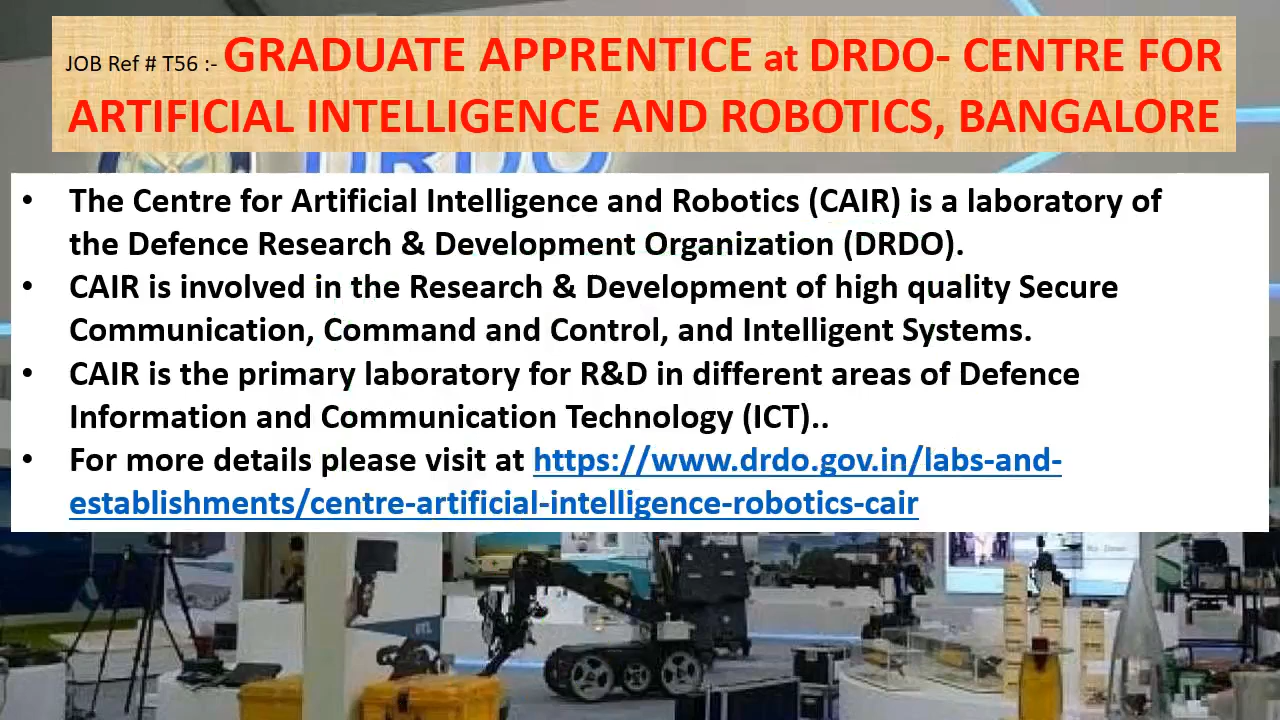 JOB Ref # T56 :- GRADUATE APPRENTICE at DRDO- CENTRE FOR
ARTIFICIAL INTELLIGENCE AND ROBOTICS, BANGALORE
DRDO
• The Centre for Artificial Intelligence and Robotics (CAIR) is a laboratory of
the Defence Research & Development Organization (DRDO).
• CAIR is involved in the Research & Development of high quality Secure
Communication, Command and Control, and Intelligent Systems.
• CAIR is the primary laboratory for R&D in different areas of Defence
Information and Communication Technology (ICT)..
• For more details please visit at https://www.drdo.gov.in/labs-and-
establishments/centre-artificial-intelligence-robotics-cair